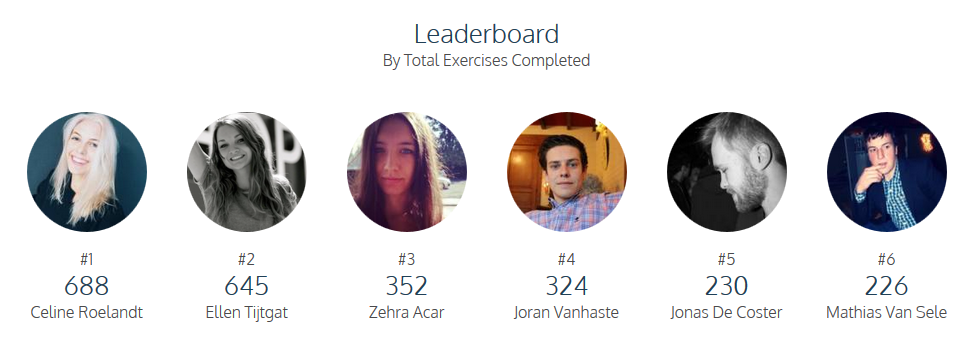 Leaderboard
By Total Exercises Completed
#1
688
Celine Roelandt
#2
645
Ellen Tijtgat
#3
352
Zehra Acar
#4
324
Joran Vanhaste
#5
230
Jonas De Coster
#6
226
Mathias Van Sele